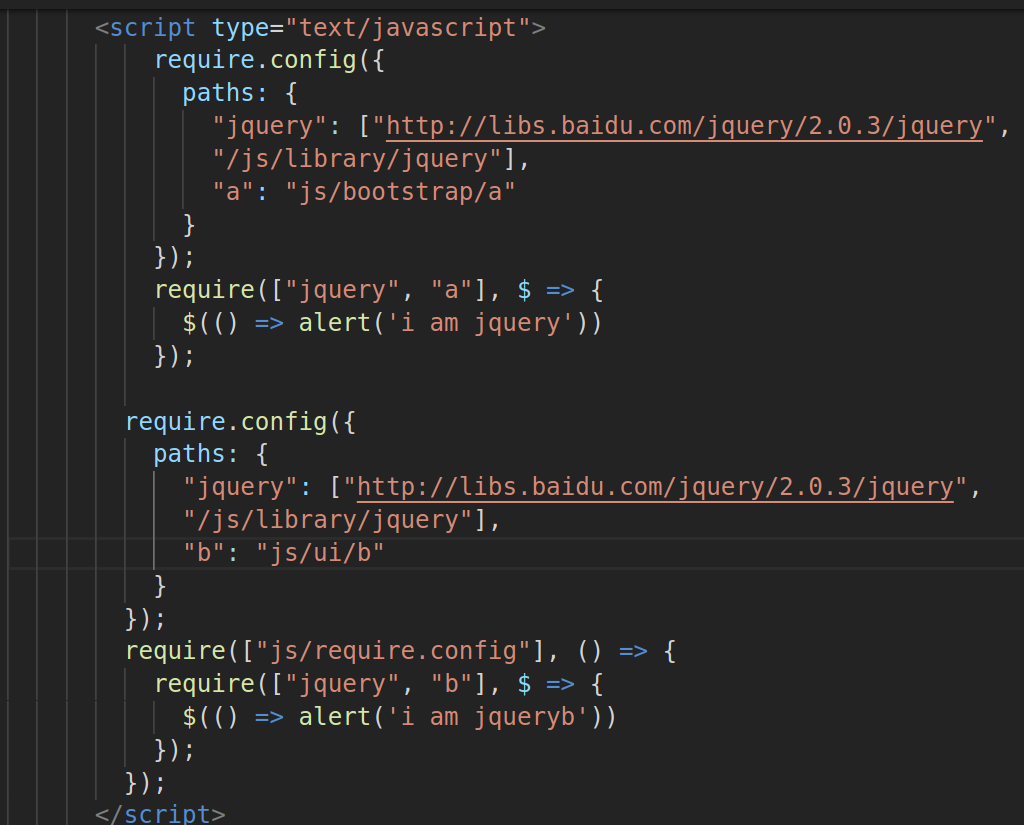 <script type="text/javascript">
    require.config({
      paths: {
        "jquery": ["http://libs.baidu.com/jquery/2.0.3/jquery",
        "/js/library/jquery"],
        "a": "js/bootstrap/a"
      }
    });
    require(["jquery", "a"], $ => {
      $(() => alert('i am jquery'))
    });

  require.config({
    paths: {
      "jquery": ["http://libs.baidu.com/jquery/2.0.3/jquery",
      "/js/library/jquery"],
      "b": "js/ui/b"
    }
  });
  require(["js/require.config"], () => {
    require(["jquery", "b"], $ => {
      $(() => alert('i am jqueryb'))
    });
  });
</script>